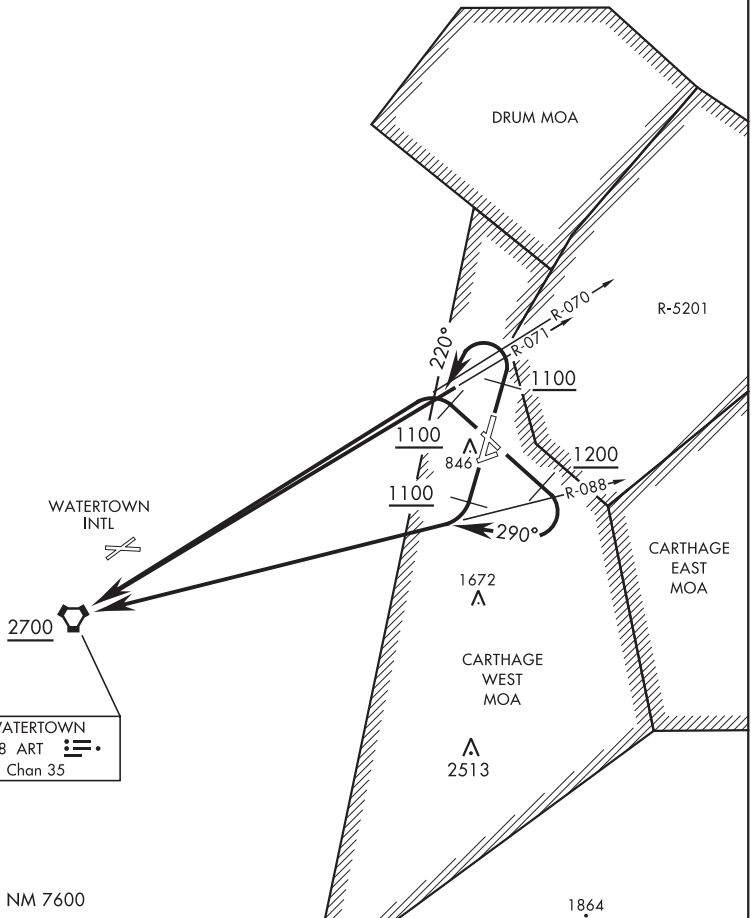 DRUM MOA
R-5201
R-070
R-071
220°
1100
1100
846
1200
1100
R-088
290°
WATERTOWN
INTL
CARTHAGE
EAST
MOA
1672
2700
CARTHAGE
WEST
MOA
ATERTOWN
8 ART
Chan 35
2513
NM 7600
1864